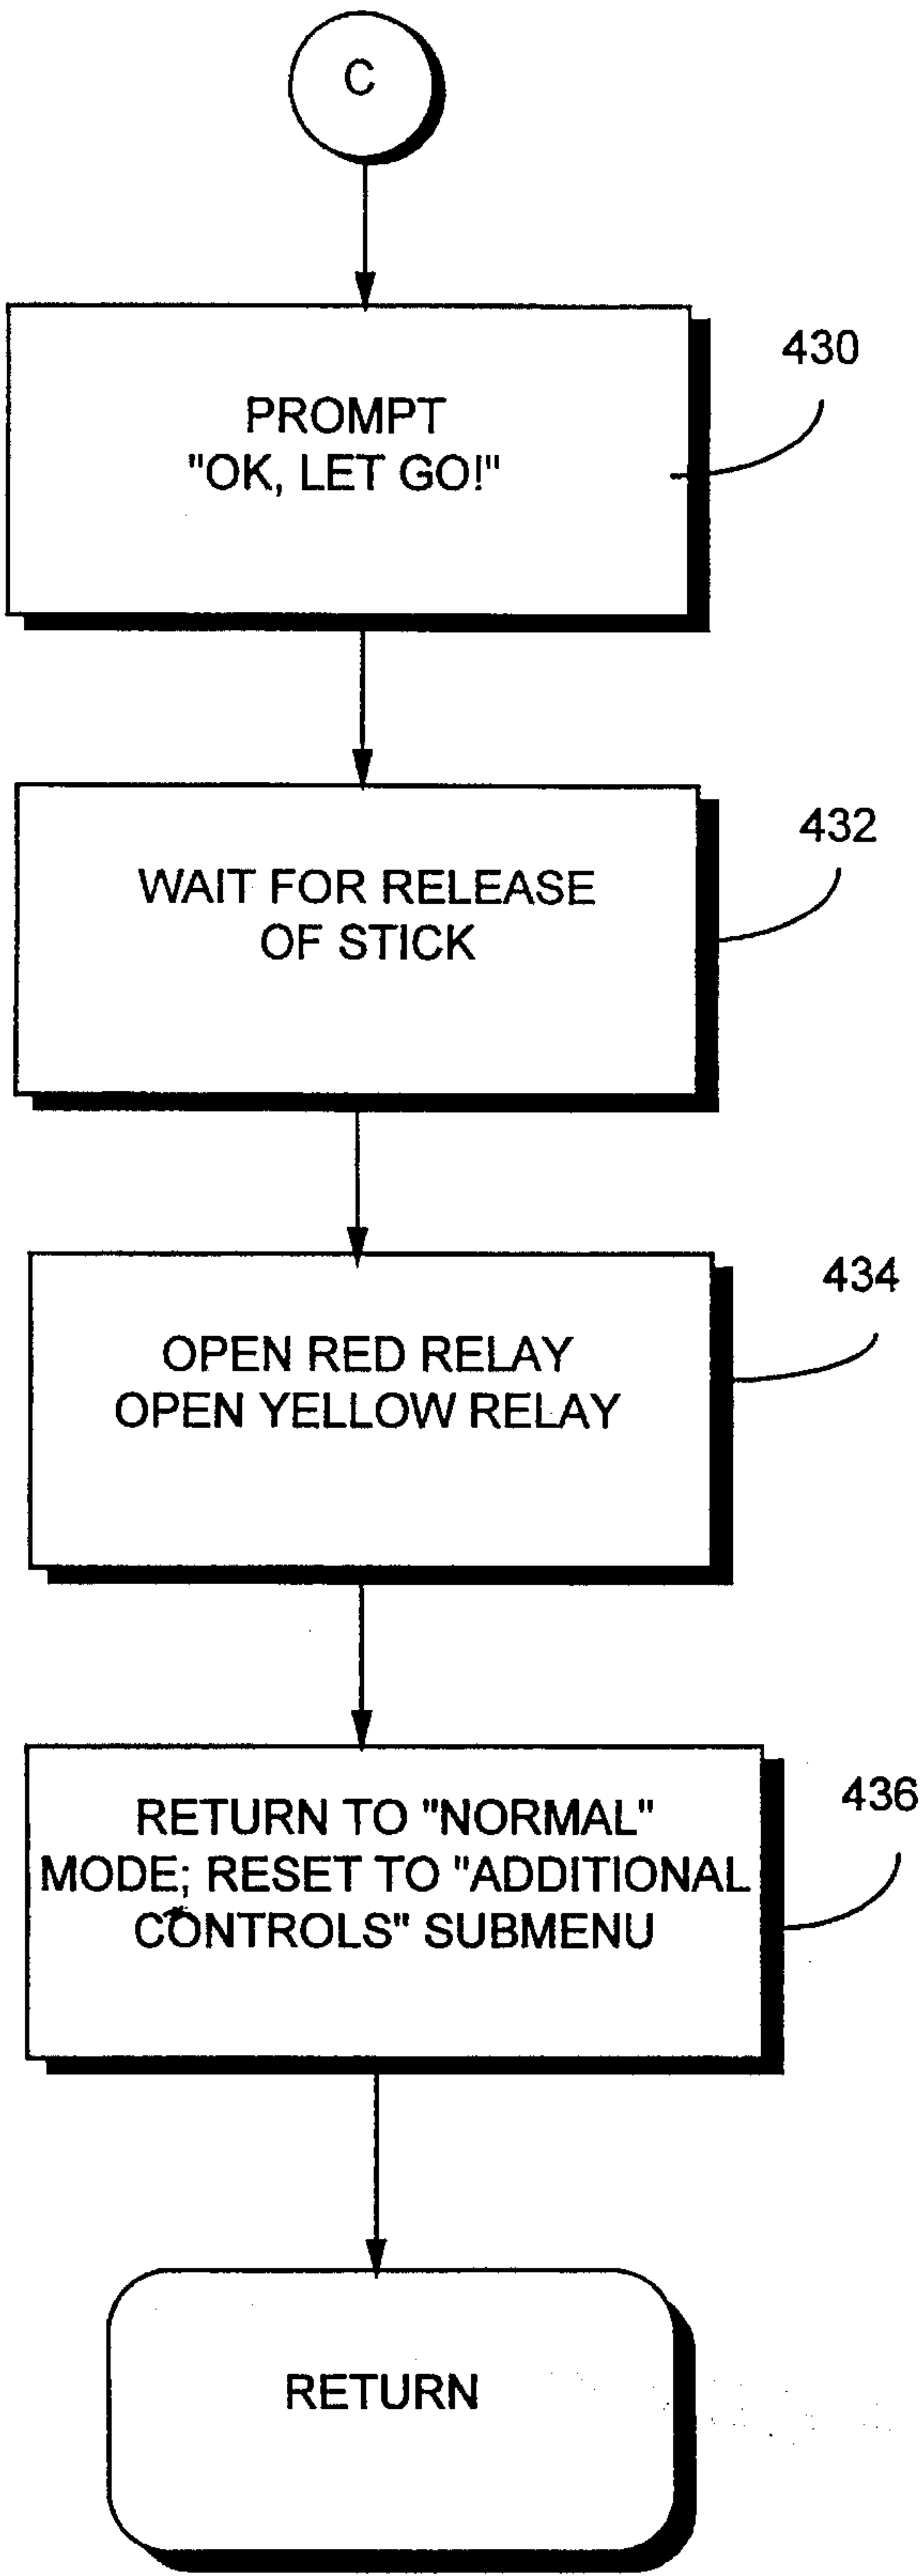 C
430
PROMPT
"OK, LET GO!"
432
WAIT FOR RELEASE
OF STICK
434
OPEN RED RELAY
OPEN YELLOW RELAY
436
RETURN TO "NORMAL"
MODE; RESET TO "ADDITIONAL
CONTROLS" SUBMENU
RETURN